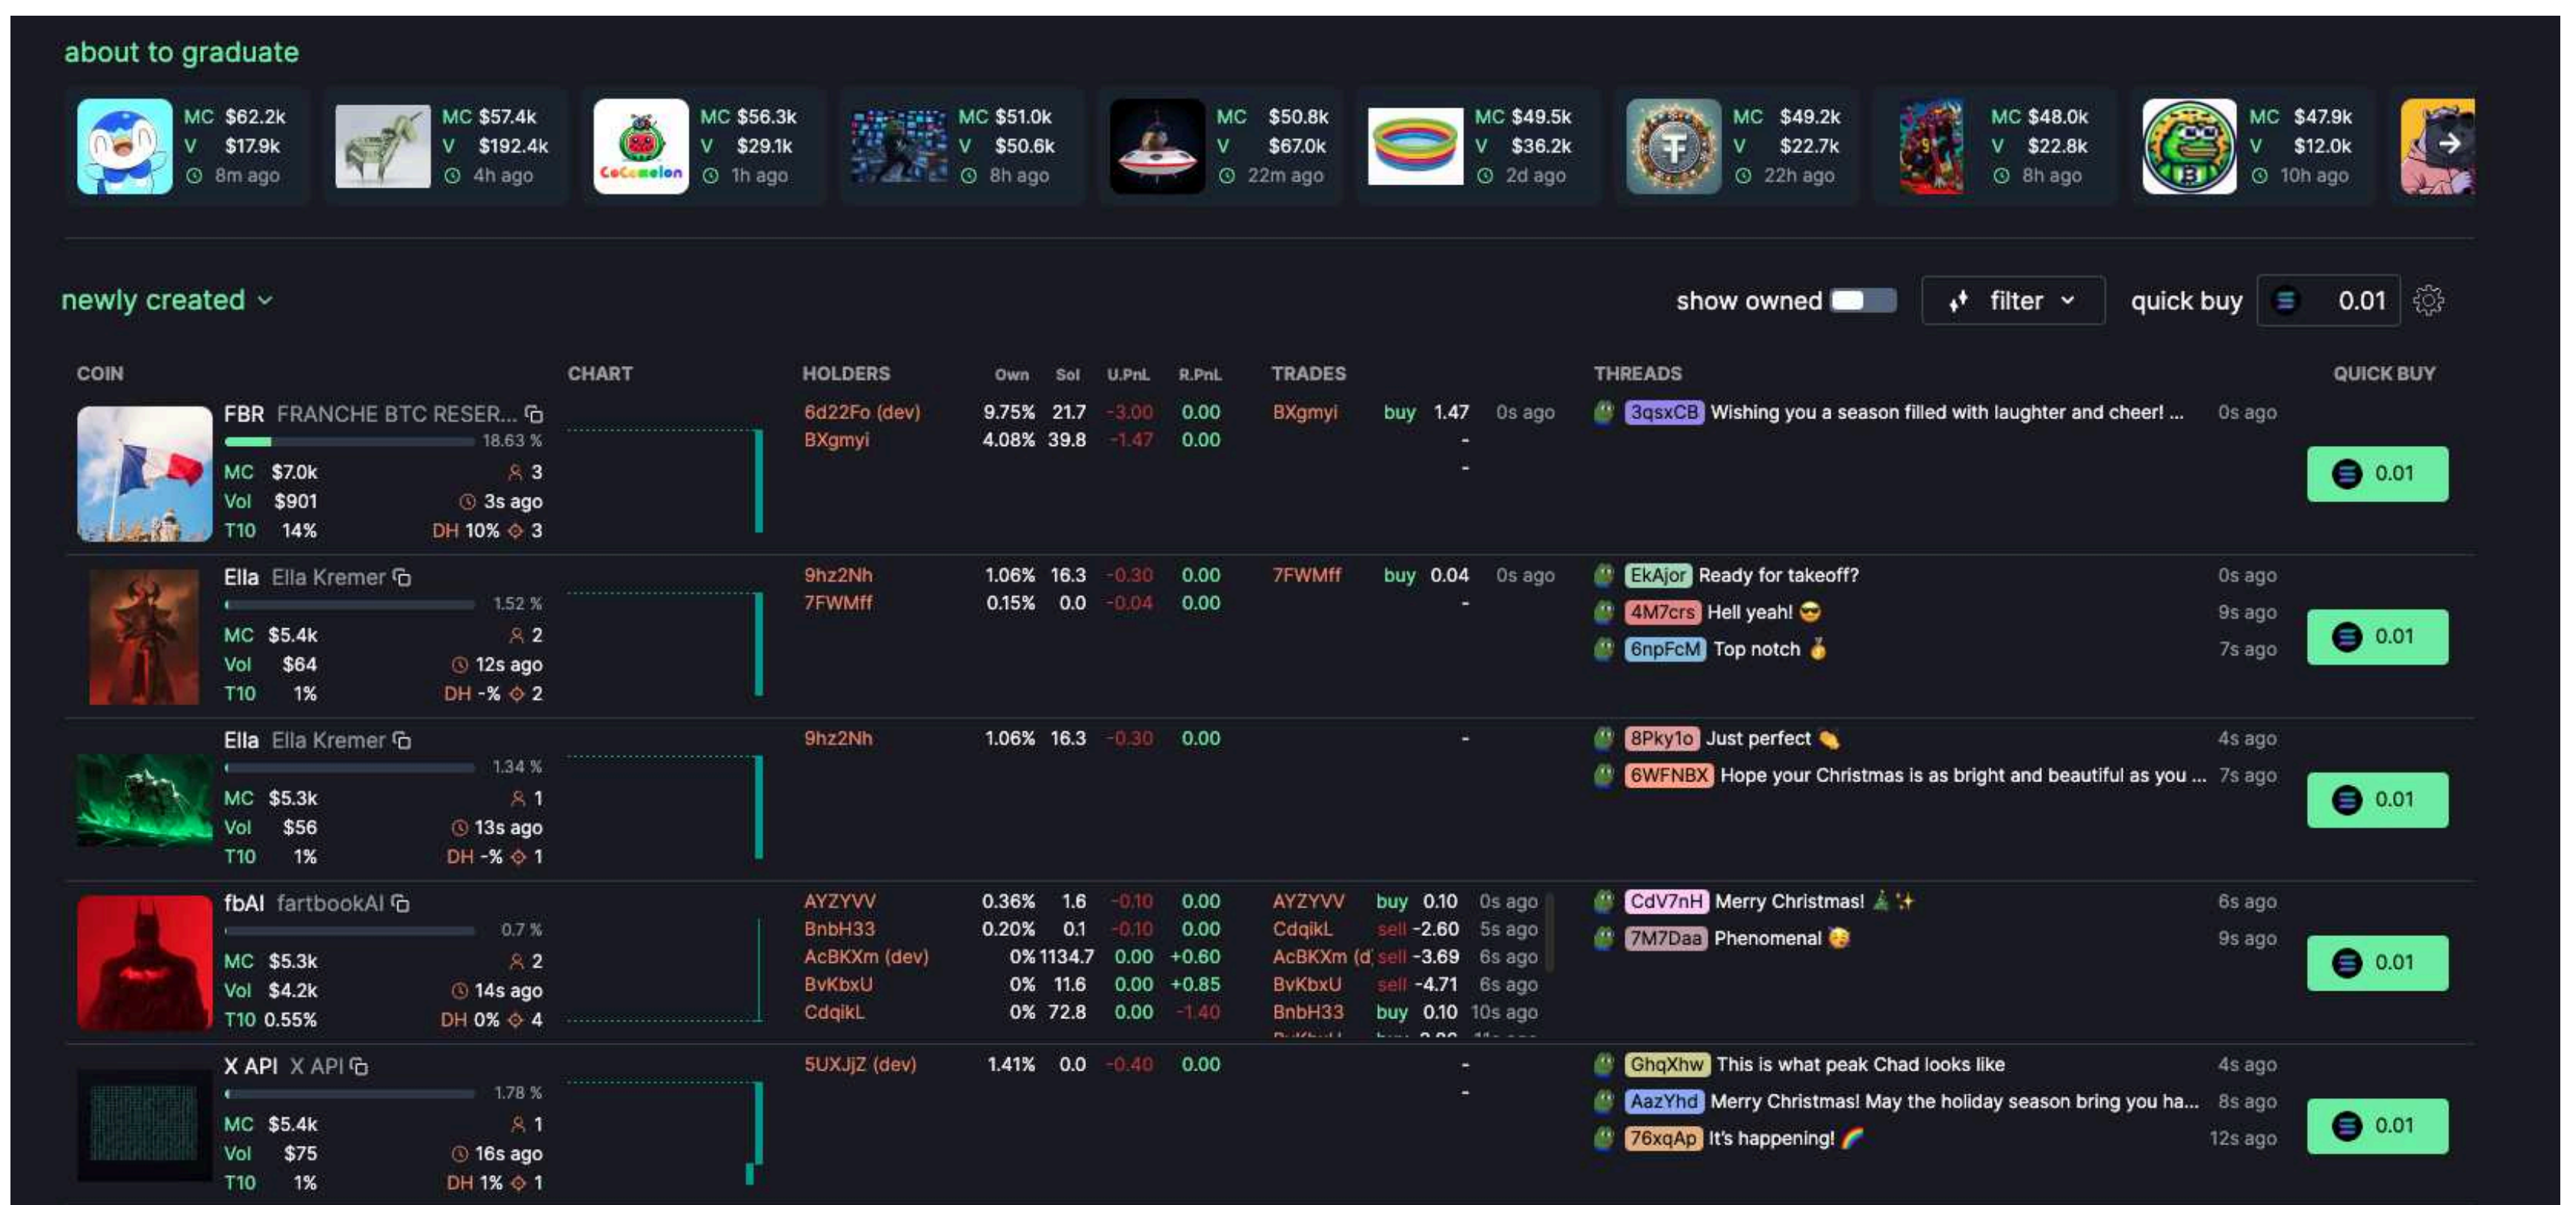 about to graduate
MC $62.2k
V $17.9k
8m ago
MC $57.4k
V $192.4k
4h ago
CoComelon
MC $56.3k
V $29.1k
1h ago
MC $51.0k
V $50.6k
8h ago
MC $50.8k
V $67.0k
22m ago
MC $49.5k
V $36.2k
2d ago
MC $49.2k
V $22.7k
22h ago
MC $48.0k
V $22.8k
8h ago
B
MC $47.9k
V $12.0k
10h ago
newly created
show owned filter quick buy 0.01
COIN CHART HOLDERS Own Sol U.PnL R.PnL TRADES THREADS QUICK BUY
FBR FRANCHE BTC RESER...
18.63 %
MC $7.0k 3
Vol $901 3s ago
T10 14% DH 10% 3
6d22Fo (dev) 9.75% 21.7 -3.00 0.00
BXgmyi 4.08% 39.8 -1.47 0.00
BXgmyi buy 1.47 0s ago
-
-
3qsxCB Wishing you a season filled with laughter and cheer! ... 0s ago
0.01
Ella Ella Kremer
1.52 %
MC $5.4k 2
Vol $64 12s ago
T10 1% DH -% 2
9hz2Nh 1.06% 16.3 -0.30 0.00
7FWMff 0.15% 0.0 -0.04 0.00
7FWMff buy 0.04 0s ago
-
EkAjor Ready for takeoff? 0s ago
4M7crs Hell yeah! 😎 9s ago
6npFcM Top notch 🥇 7s ago
0.01
Ella Ella Kremer
1.34 %
MC $5.3k 1
Vol $56 13s ago
T10 1% DH -% 1
9hz2Nh 1.06% 16.3 -0.30 0.00
-
8Pky1o Just perfect 👏 4s ago
6WFNBX Hope your Christmas is as bright and beautiful as you ... 7s ago
0.01
fbAI fartbookAI
0.7 %
MC $5.3k 2
Vol $4.2k 14s ago
T10 0.55% DH 0% 4
AYZYVV 0.36% 1.6 -0.10 0.00
BnbH33 0.20% 0.1 -0.10 0.00
AcBKXm (dev) 0% 1134.7 0.00 +0.60
BvKbxU 0% 11.6 0.00 +0.85
CdqikL 0% 72.8 0.00 -1.40
AYZYVV buy 0.10 0s ago
CdqikL sell -2.60 5s ago
AcBKXm (d sell -3.69 6s ago
BvKbxU sell -4.71 6s ago
BnbH33 buy 0.10 10s ago
CdV7nH Merry Christmas! 🎄✨ 6s ago
7M7Daa Phenomenal 🥳 9s ago
0.01
X API X API
1.78 %
MC $5.4k 1
Vol $75 16s ago
T10 1% DH 1% 1
5UXJjZ (dev) 1.41% 0.0 -0.40 0.00
-
-
GhqXhw This is what peak Chad looks like 4s ago
AazYhd Merry Christmas! May the holiday season bring you ha... 8s ago
76xqAp It's happening! 🌈 12s ago
0.01